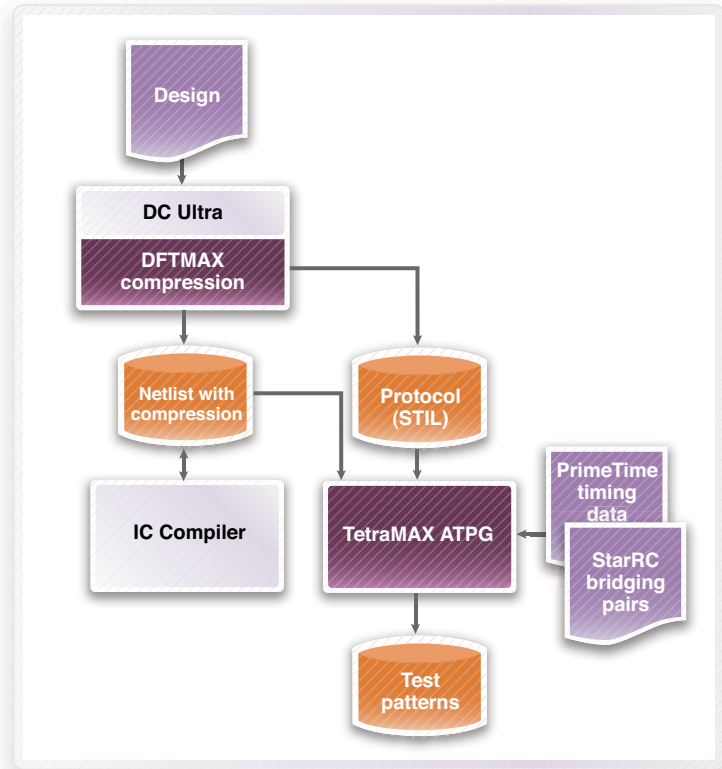 Design
DC Ultra
DFTMAX
compression
Netlist with
compression
Protocol
(STIL)
PrimeTime
timing
data
IC Compiler
TetraMAX ATPG
StarRC
bridging
pairs
Test
patterns